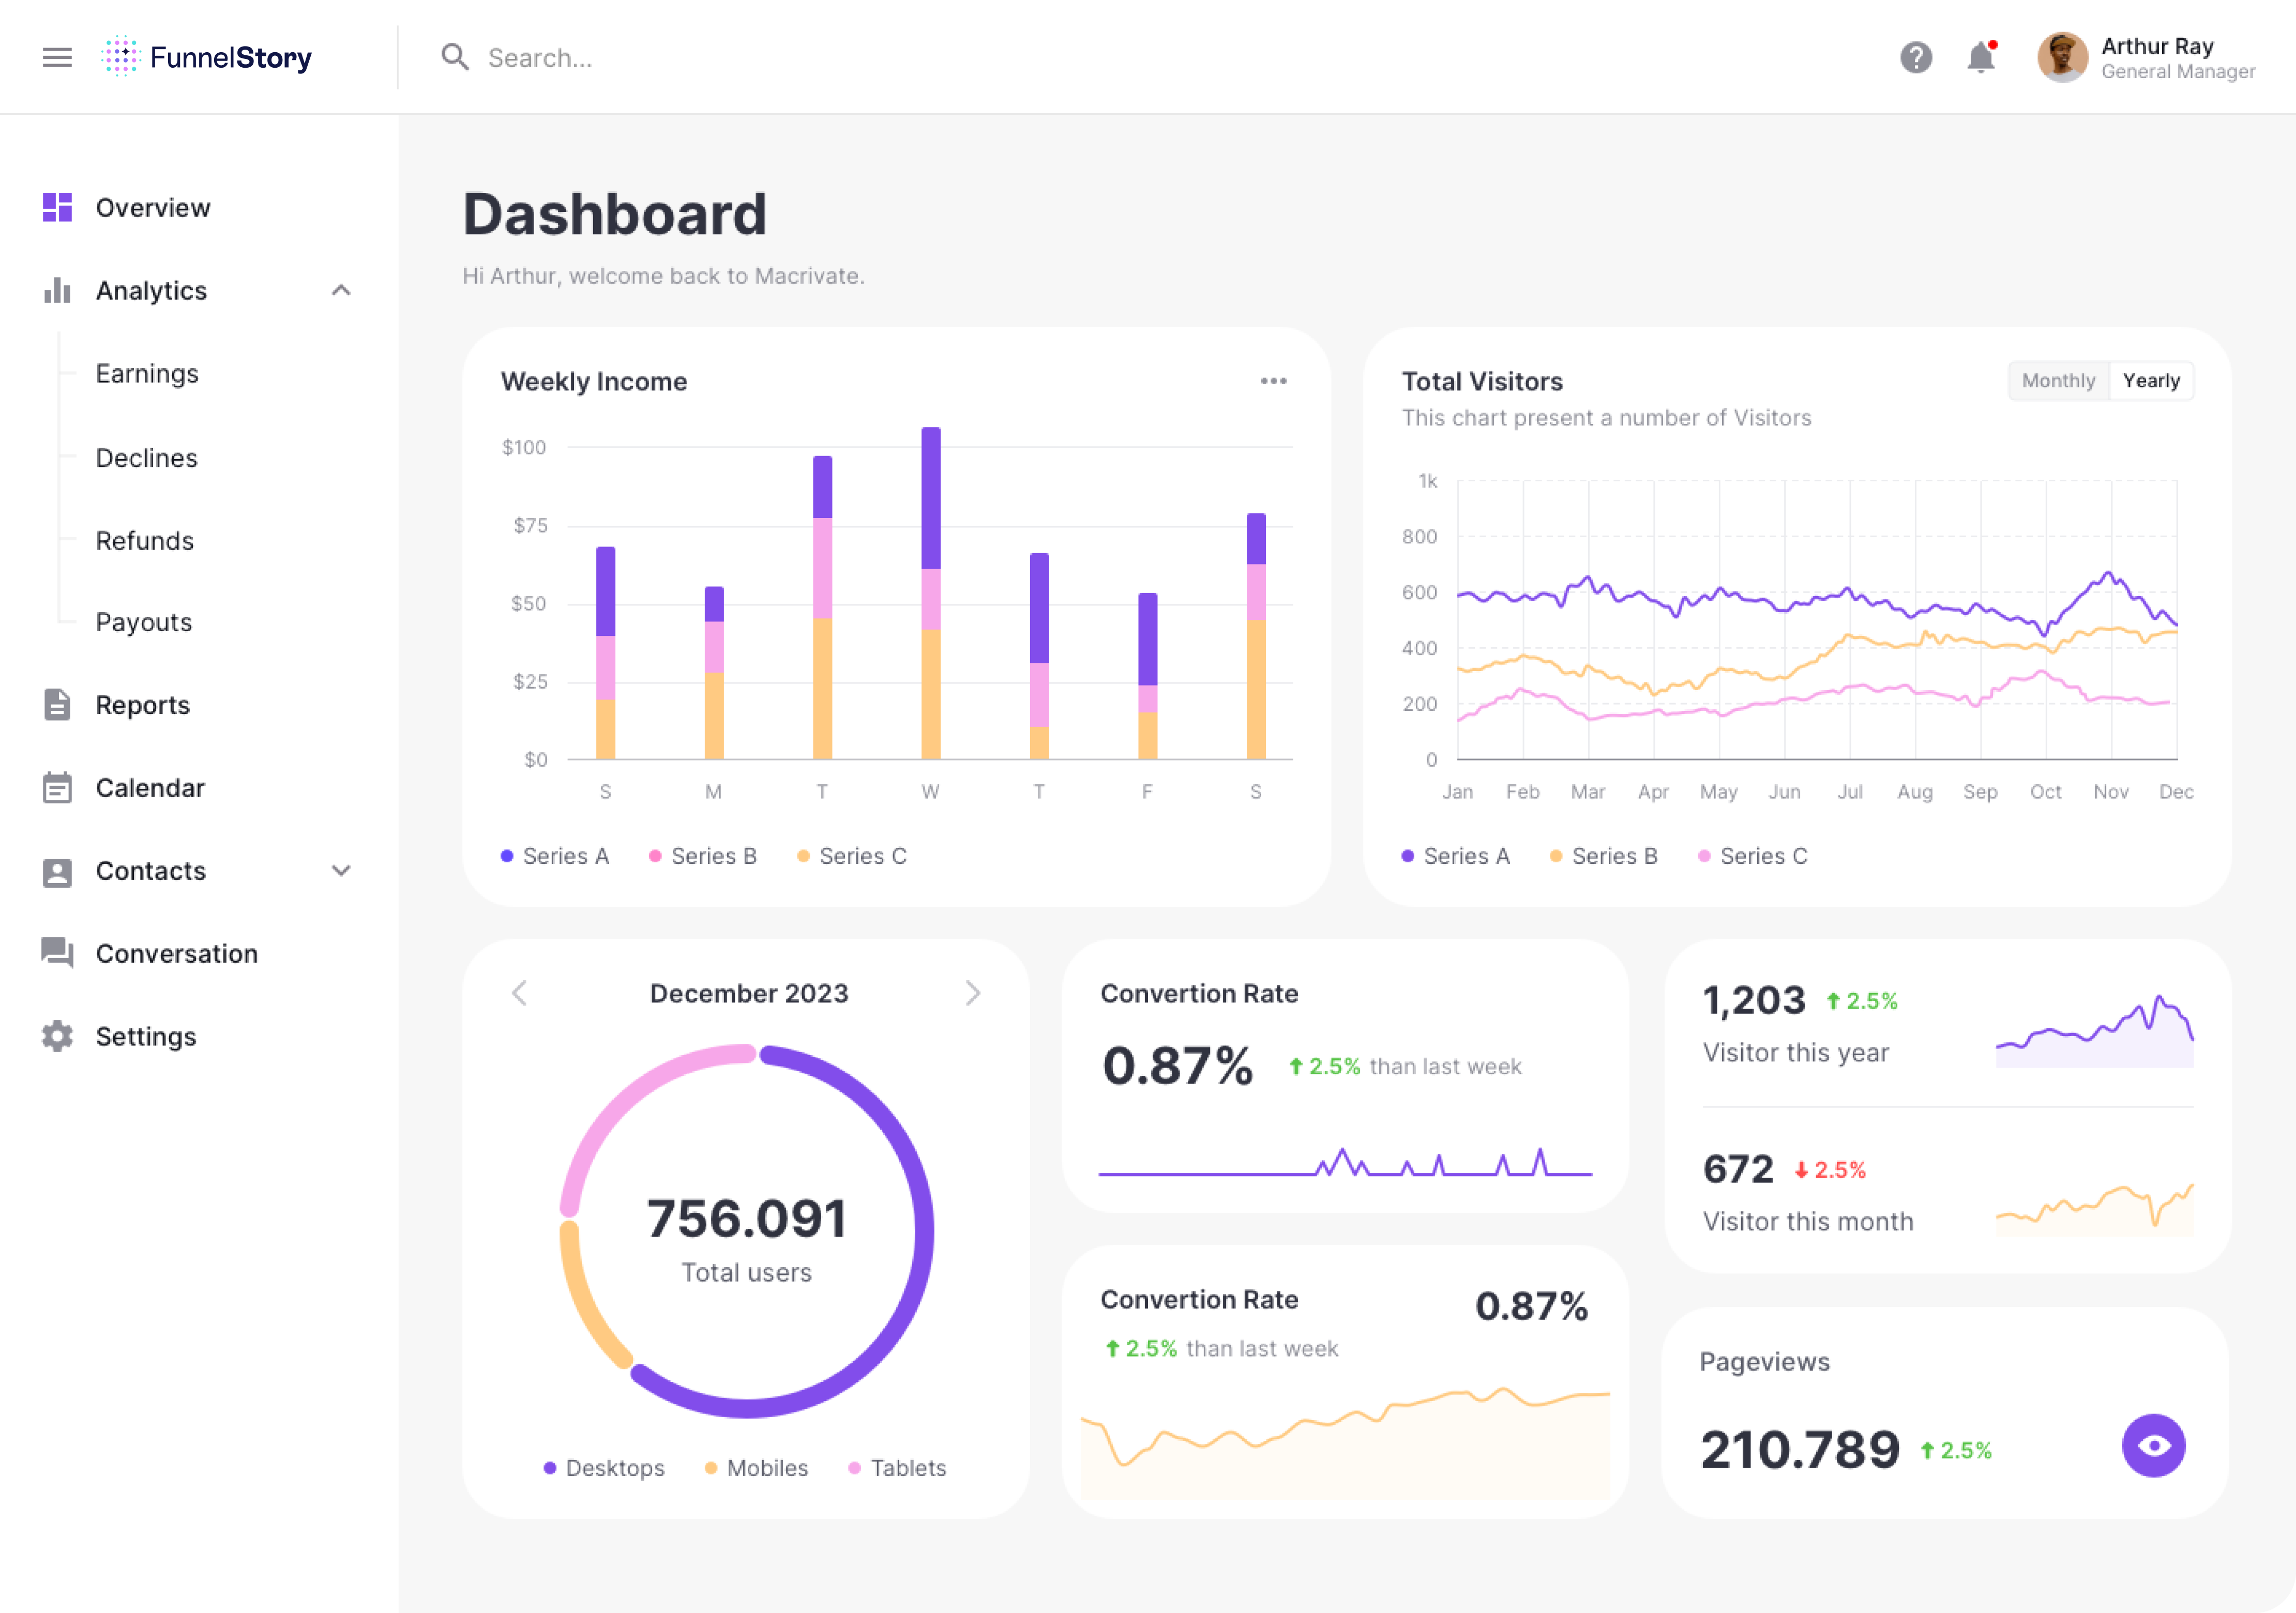 FunnelStory
Search...
Arthur Ray
General Manager
Overview
Analytics
Earnings
Declines
Refunds
Payouts
Reports
Calendar
Contacts
Conversation
Settings
Dashboard
Hi Arthur, welcome back to Macrivate.
Weekly Income
$100
$75
$50
$25
$0
S M T W T F S
Series A Series B Series C
Total Visitors
Monthly Yearly
This chart present a number of Visitors
1k
800
600
400
200
0
Jan Feb Mar Apr May Jun Jul Aug Sep Oct Nov Dec
Series A Series B Series C
December 2023
756.091
Total users
Desktops Mobiles Tablets
Convertion Rate
0.87% 2.5% than last week
Convertion Rate 0.87%
2.5% than last week
1,203 2.5%
Visitor this year
672 2.5%
Visitor this month
Pageviews
210.789 2.5%